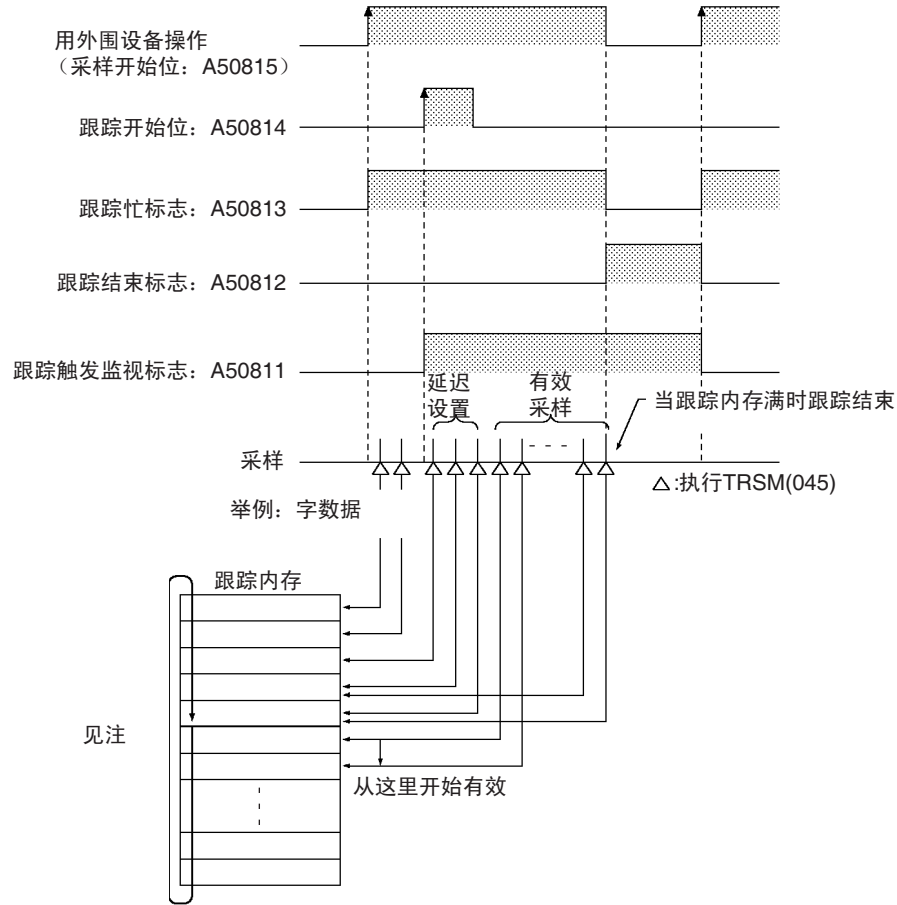 用外围设备操作
（采样开始位：A50815）
跟踪开始位：A50814
跟踪忙标志：A50813
跟踪结束标志：A50812
跟踪触发监视标志：A50811
延迟
设置
有效
采样
当跟踪内存满时跟踪结束
采样
△:执行TRSM(045)
举例：字数据
跟踪内存
见注
从这里开始有效